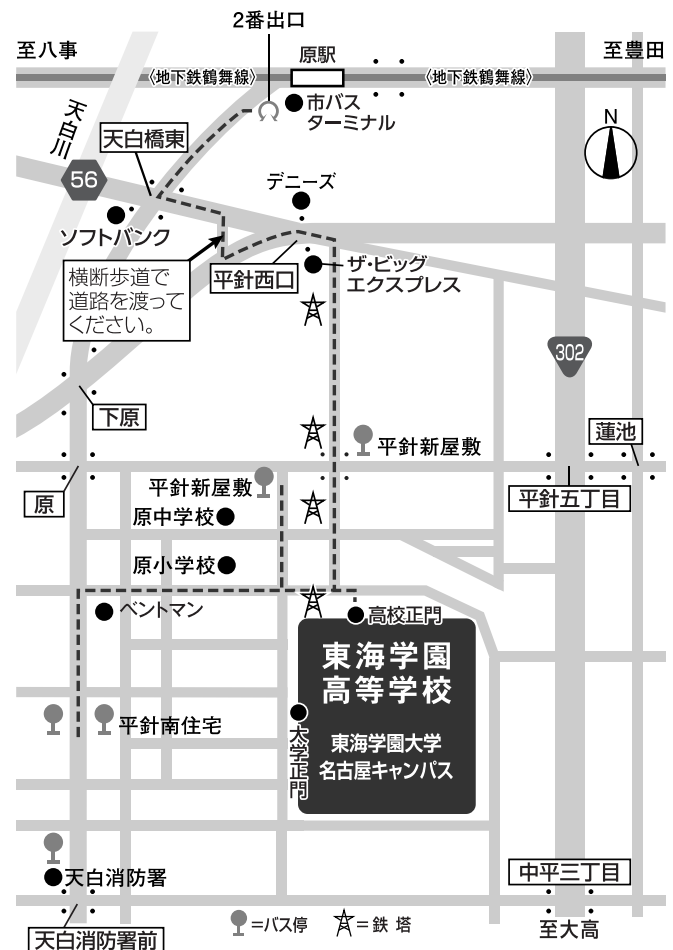 2番出口
至八事
原駅
至豊田
〈地下鉄鶴舞線〉
〈地下鉄鶴舞線〉
市バス
ターミナル
天白川
天白橋東
N
56
デニーズ
ソフトバンク
横断歩道で
道路を渡って
ください。
平針西口
ザ・ビッグ
エクスプレス
302
下原
蓮池
平針新屋敷
平針新屋敷
原
平針五丁目
原中学校
原小学校
ベントマン
高校正門
東海学園
高等学校
平針南住宅
大学正門
東海学園大学
名古屋キャンパス
天白消防署
中平三丁目
天白消防署前
=バス停
=鉄塔
至大高